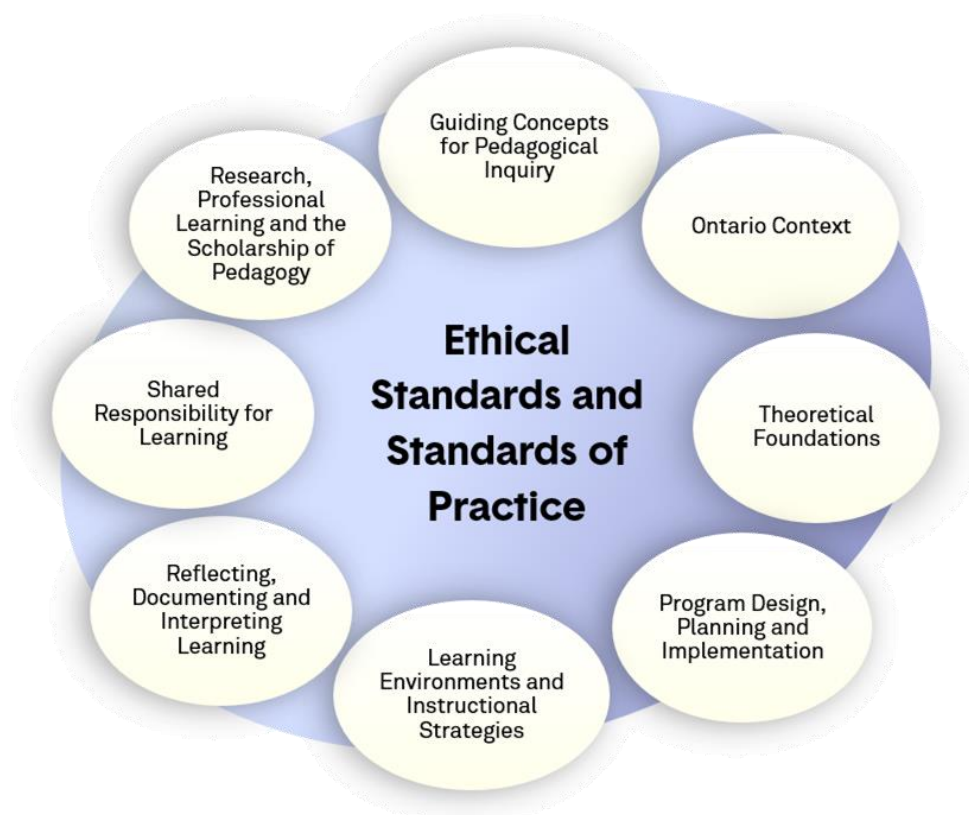 Guiding Concepts
for Pedagogical
Inquiry
Ontario Context
Theoretical
Foundations
Program Design,
Planning and
Implementation
Learning
Environments and
Instructional
Strategies
Reflecting,
Documenting and
Interpreting
Learning
Shared
Responsibility for
Learning
Research,
Professional
Learning and the
Scholarship of
Pedagogy
Ethical
Standards and
Standards of
Practice